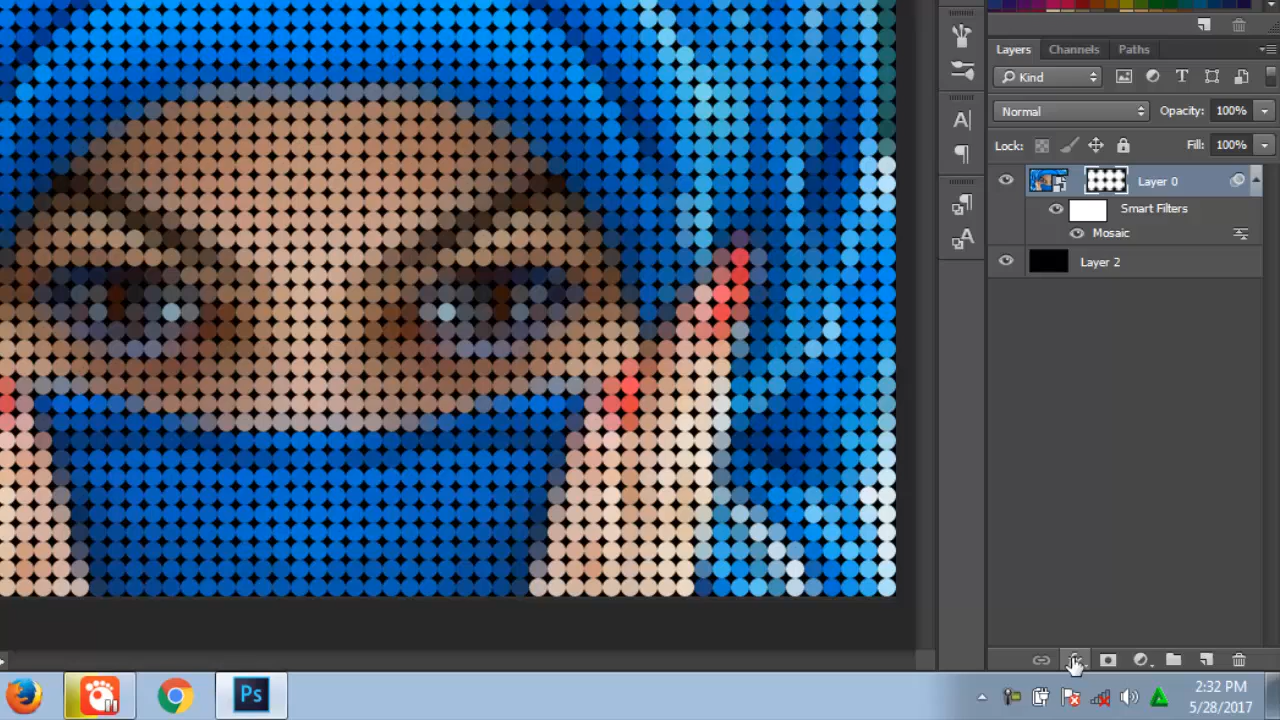 Layers Channels Paths
Kind T
Normal Opacity: 100%
Lock: Fill: 100%
Layer 0
Smart Filters
Mosaic
Layer 2
Ps 2:32 PM
5/28/2017